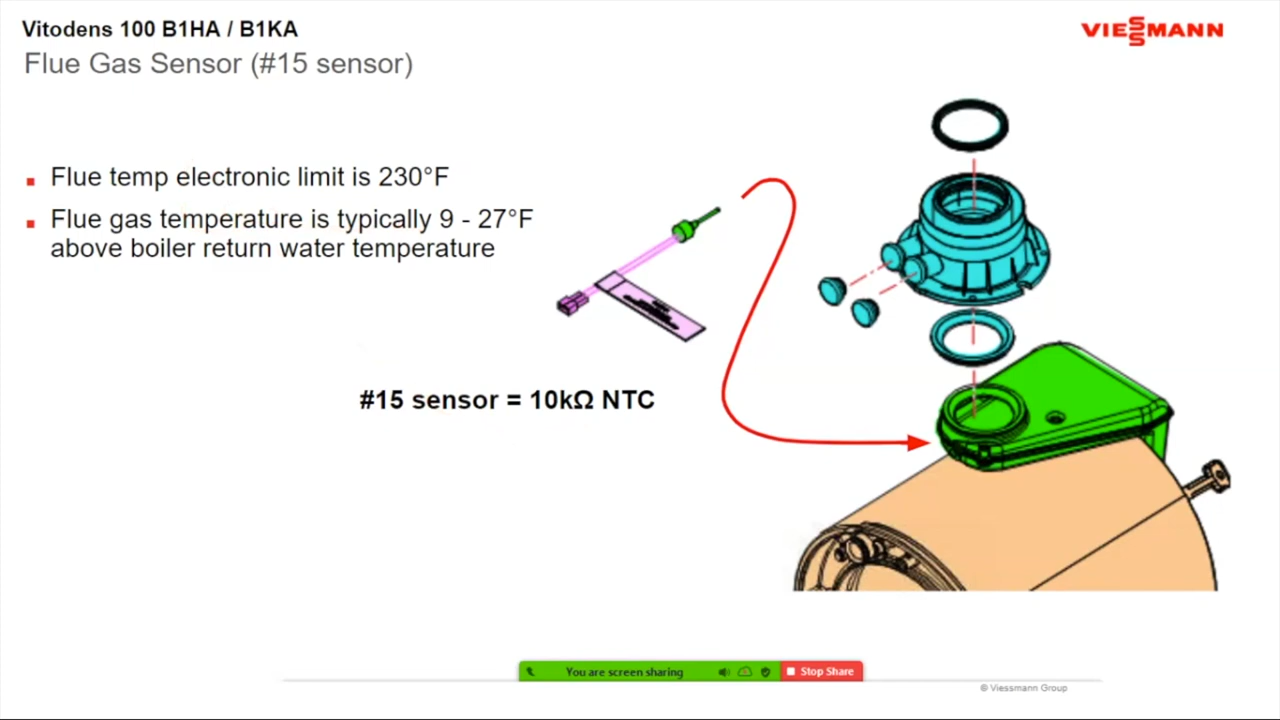 Vitodens 100 B1HA / B1KA
VIESSMANN
Flue Gas Sensor (#15 sensor)
Flue temp electronic limit is 230°F
Flue gas temperature is typically 9 - 27°F
above boiler return water temperature
#15 sensor = 10kΩ NTC
You are screen sharing
Stop Share
© Viessmann Group